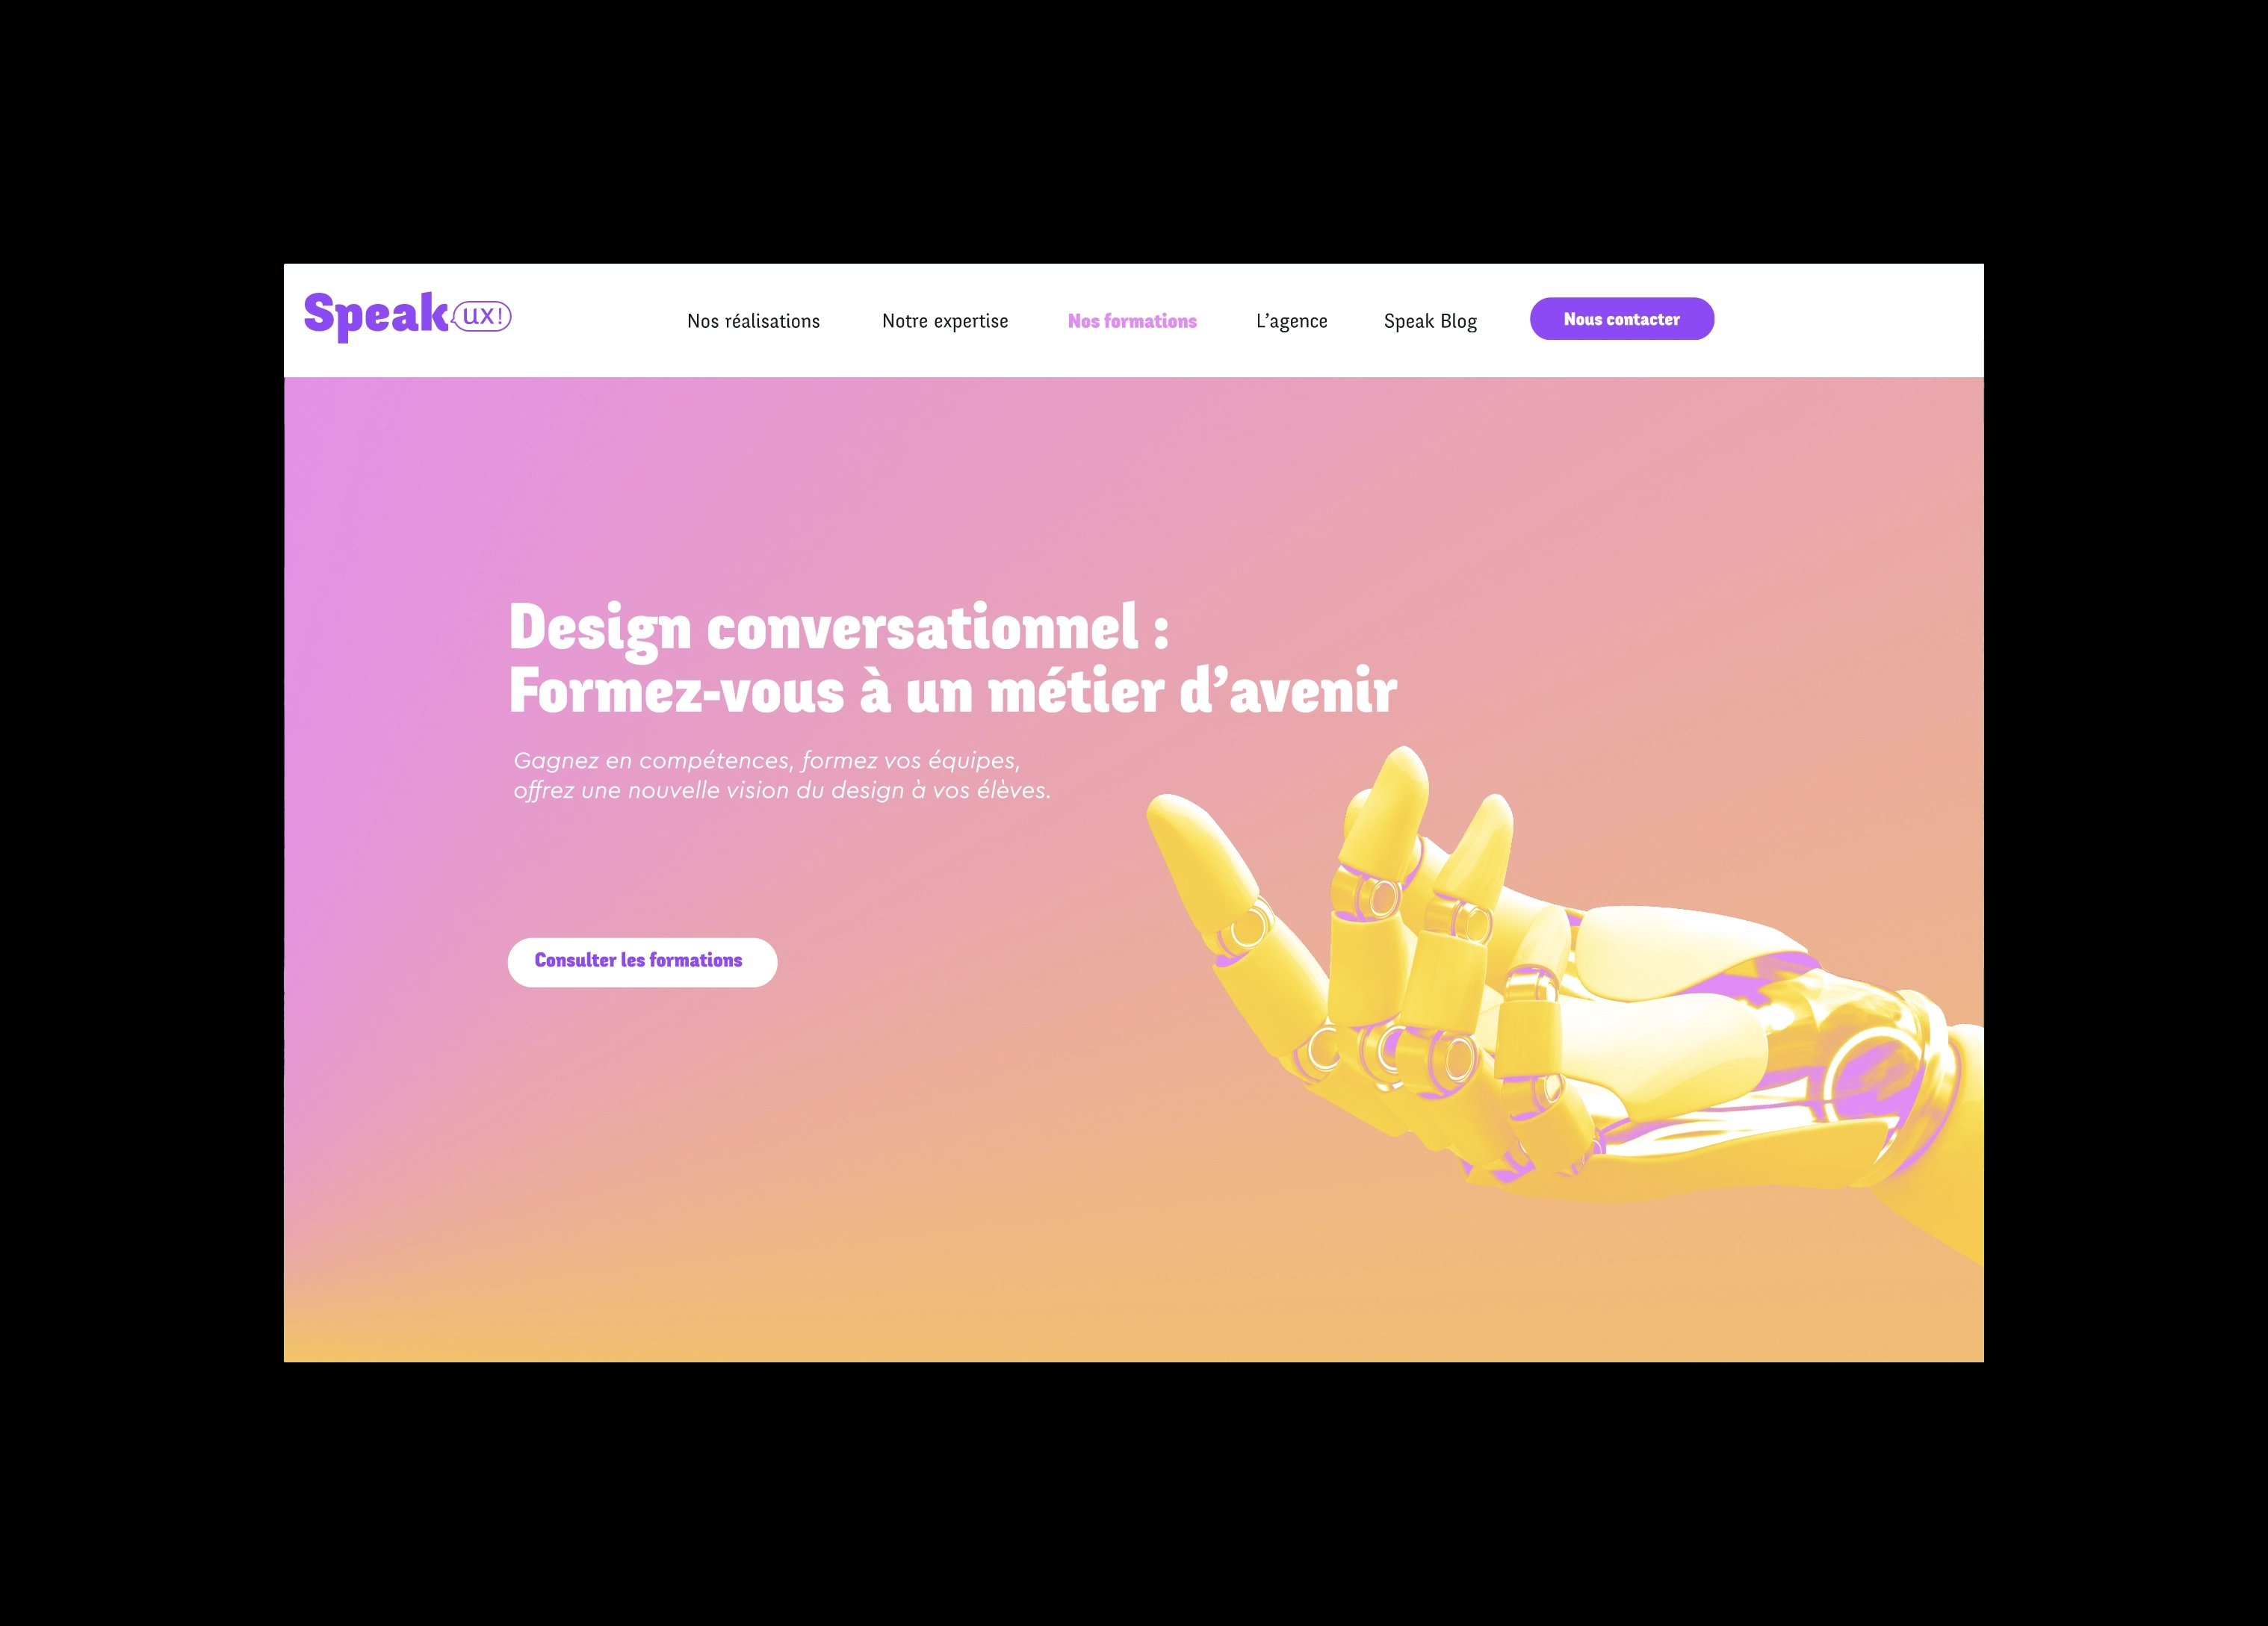 Speak UX!
Nos réalisations
Notre expertise
Nos formations
L’agence
Speak Blog
Nous contacter
Design conversationnel :
Formez-vous à un métier d’avenir
Gagnez en compétences, formez vos équipes,
offrez une nouvelle vision du design à vos élèves.
Consulter les formations